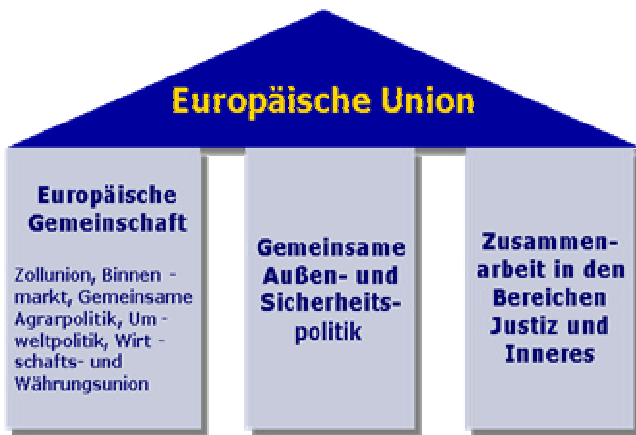 Europäische Union
Europäische
Gemeinschaft
Zollunion, Binnen -
markt, Gemeinsame
Agrarpolitik, Um -
weltpolitik, Wirt -
schafts- und
Währungsunion
Gemeinsame
Außen- und
Sicherheits-
politik
Zusammen-
arbeit in den
Bereichen
Justiz und
Inneres